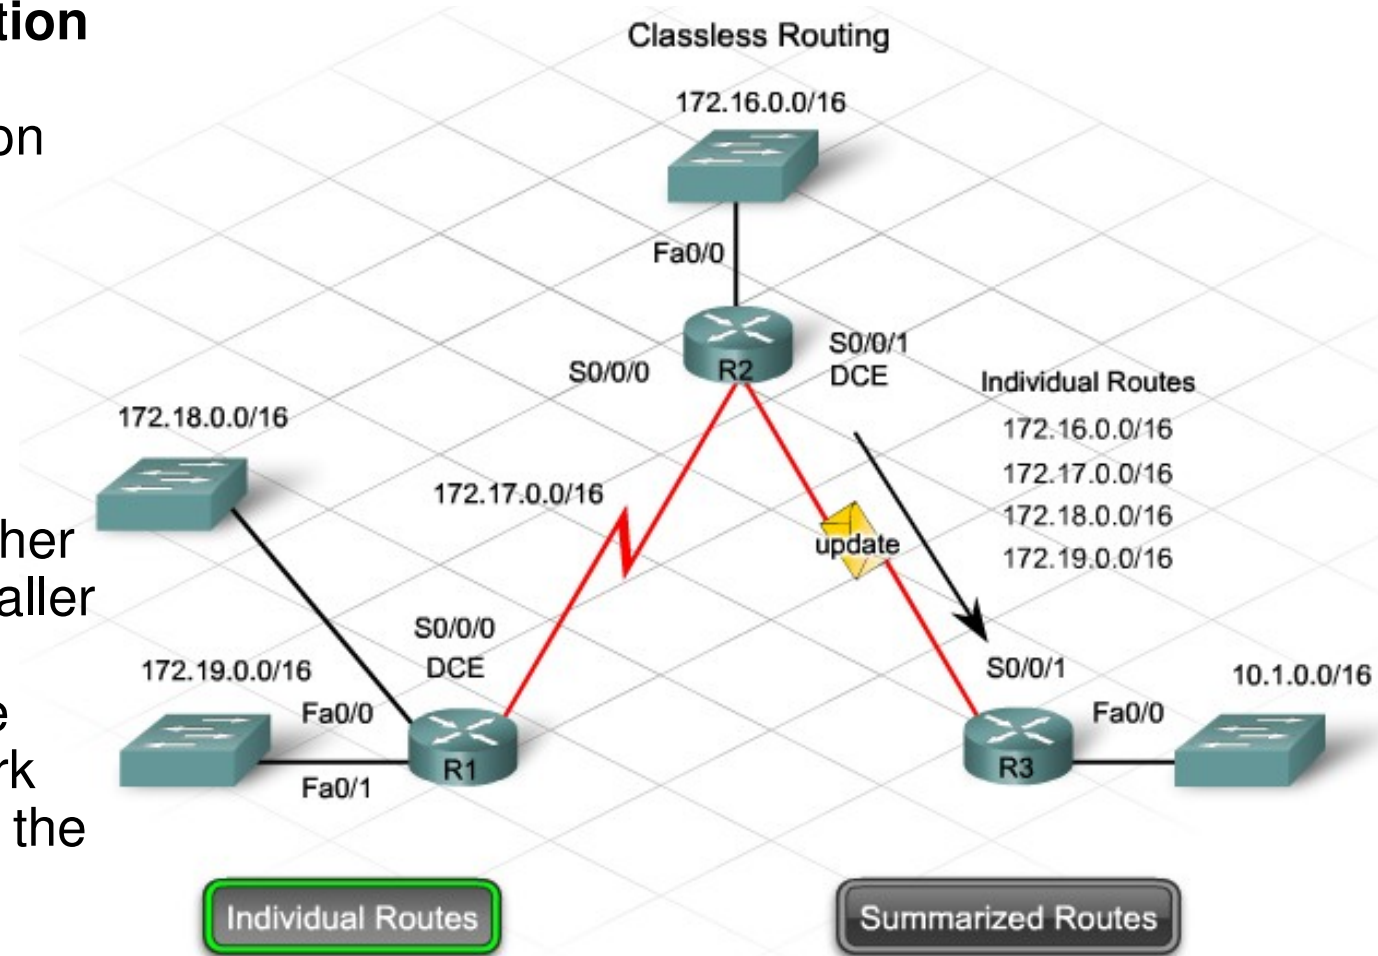 tion
on
her
aller
e
rk
the
Classless Routing
172.16.0.0/16
Fa0/0
R2
S0/0/0
S0/0/1
DCE
Individual Routes
172.16.0.0/16
172.17.0.0/16
172.18.0.0/16
172.19.0.0/16
172.18.0.0/16
172.17.0.0/16
update
S0/0/0
DCE
172.19.0.0/16
Fa0/0
Fa0/1
R1
S0/0/1
R3
Fa0/0
10.1.0.0/16
Individual Routes
Summarized Routes